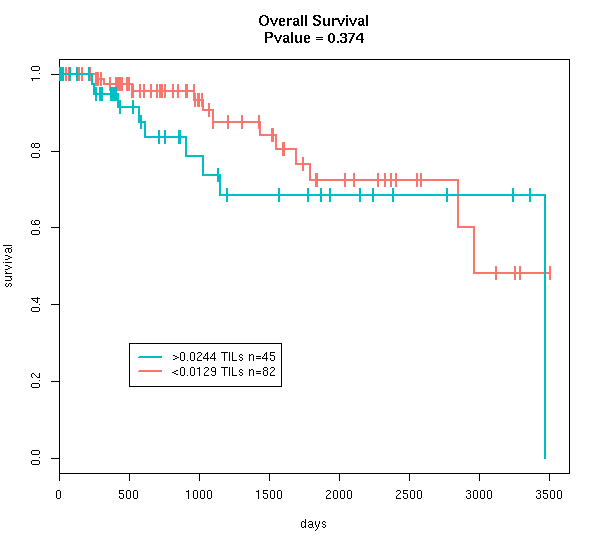 Overall Survival
Pvalue = 0.374
1.0
0.8
0.6
0.4
0.2
0.0
survival
>0.0244 TILs n=45
<0.0129 TILs n=82
0 500 1000 1500 2000 2500 3000 3500
days